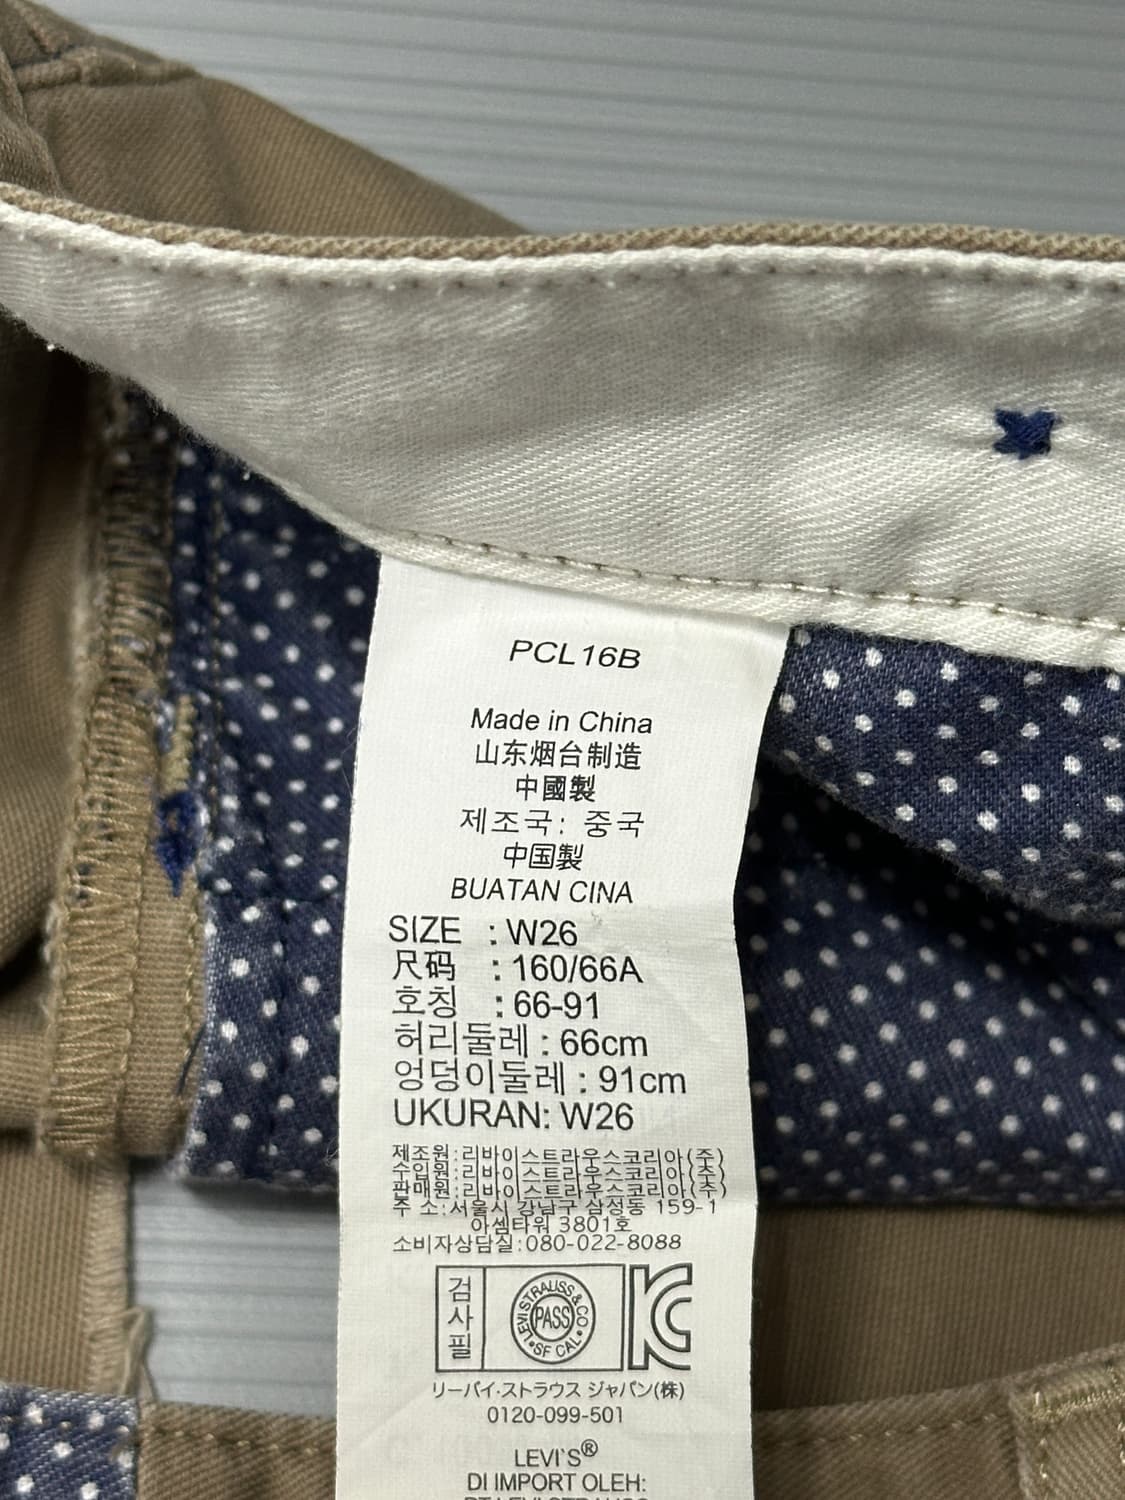 PCL16B
Made in China
山东烟台制造
中國製
제조국: 중국
中国製
BUATAN CINA
SIZE : W26
尺码 : 160/66A
호칭 : 66-91
허리둘레 : 66cm
엉덩이둘레 : 91cm
UKURAN: W26
제조원:리바이스트라우스코리아(주)
수입원:리바이스트라우스코리아(주)
판매원:리바이스트라우스코리아(주)
주 소:서울시 강남구 삼성동 159-1
아셈타워 3801호
소비자상담실:080-022-8088
검사필
LEVI STRAUSS & CO
PASS
SF CAL
KC
リーバイ·ストラウス ジャパン(株)
0120-099-501
LEVI'S®
DI IMPORT OLEH:
PT LEVI STRAUSS